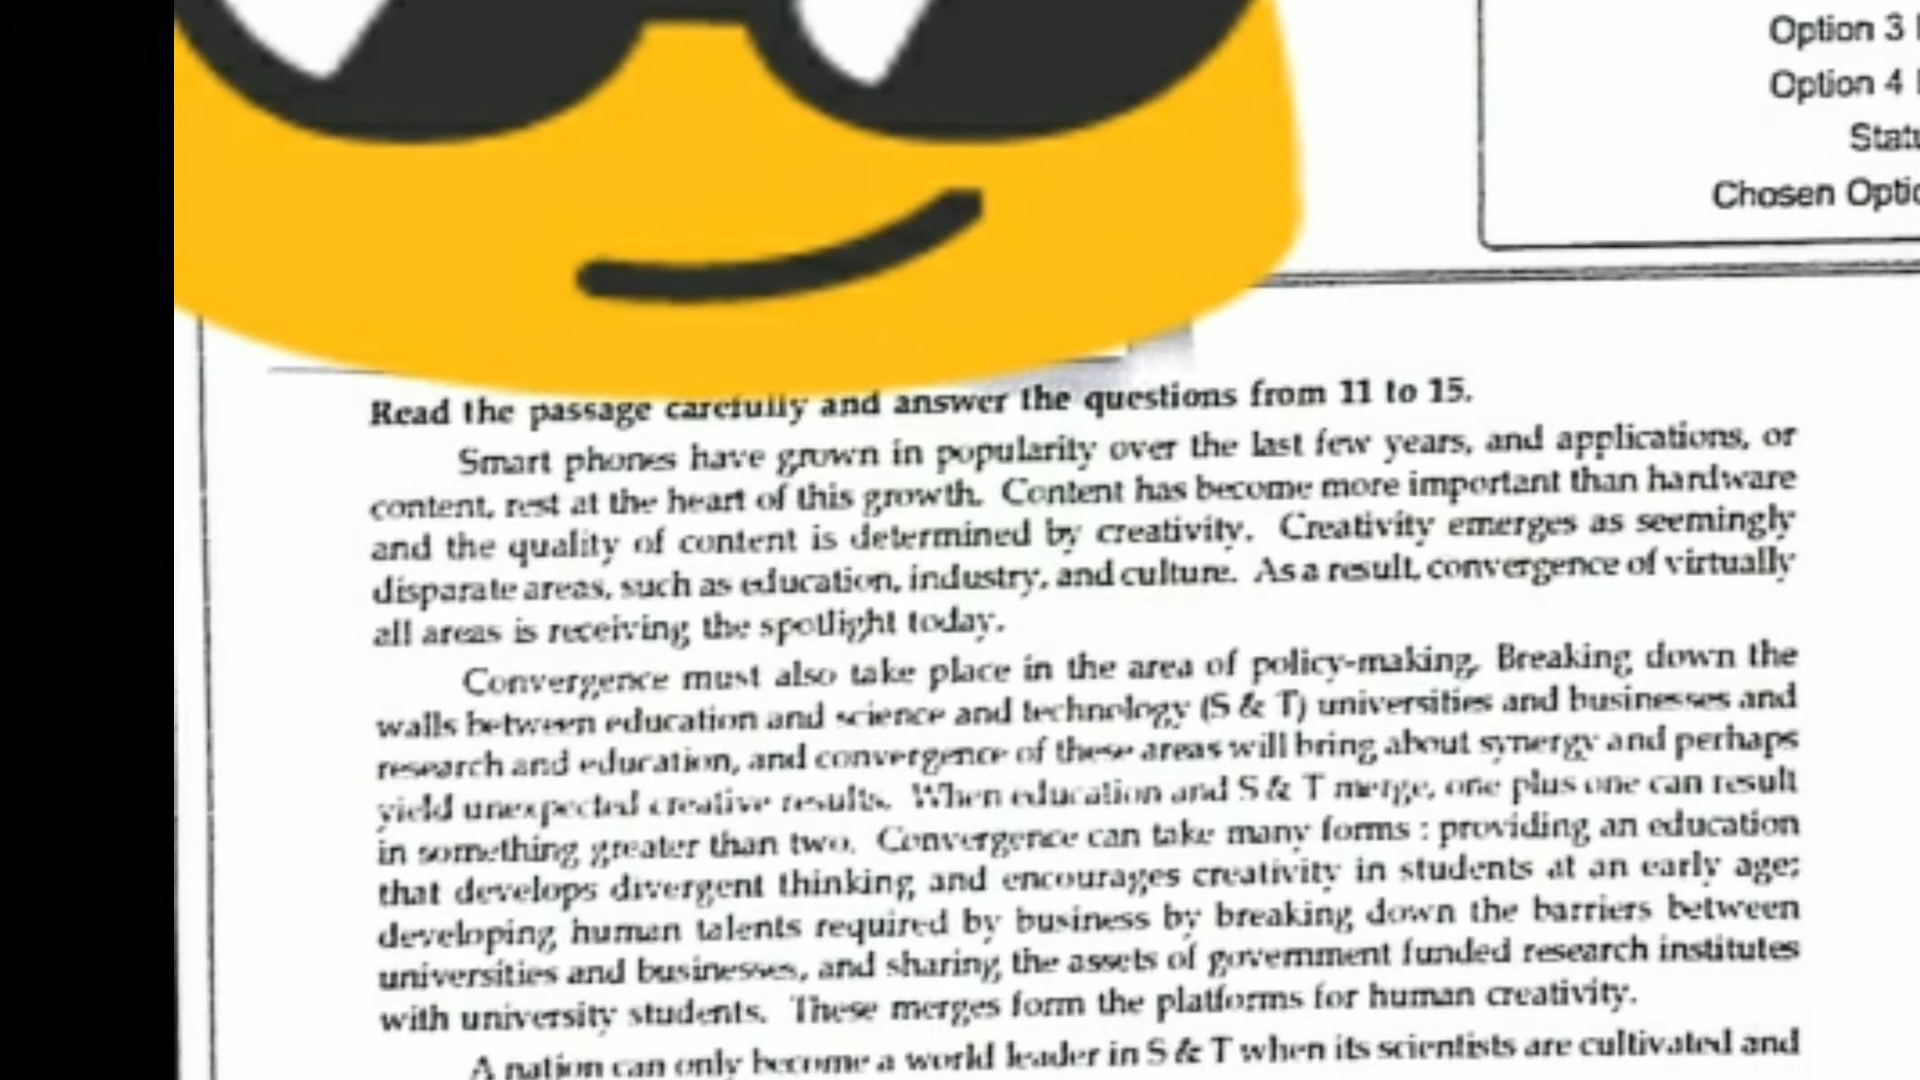 Option 3
Option 4
Statu
Chosen Optio
Read the passage carefully and answer the questions from 11 to 15.
Smart phones have grown in popularity over the last few years, and applications, or
content, rest at the heart of this growth. Content has become more important than hardware
and the quality of content is determined by creativity. Creativity emerges as seemingly
disparate areas, such as education, industry, and culture. As a result, convergence of virtually
all areas is receiving the spotlight today.
Convergence must also take place in the area of policy-making. Breaking down the
walls between education and science and technology (S & T) universities and businesses and
research and education, and convergence of these areas will bring about synergy and perhaps
yield unexpected creative results. When education and S & T merge, one plus one can result
in something greater than two. Convergence can take many forms : providing an education
that develops divergent thinking and encourages creativity in students at an early age;
developing human talents required by business by breaking down the barriers between
universities and businesses, and sharing the assets of government funded research institutes
with university students. These merges form the platforms for human creativity.
A nation can only become a world leader in S & T when its scientists are cultivated and